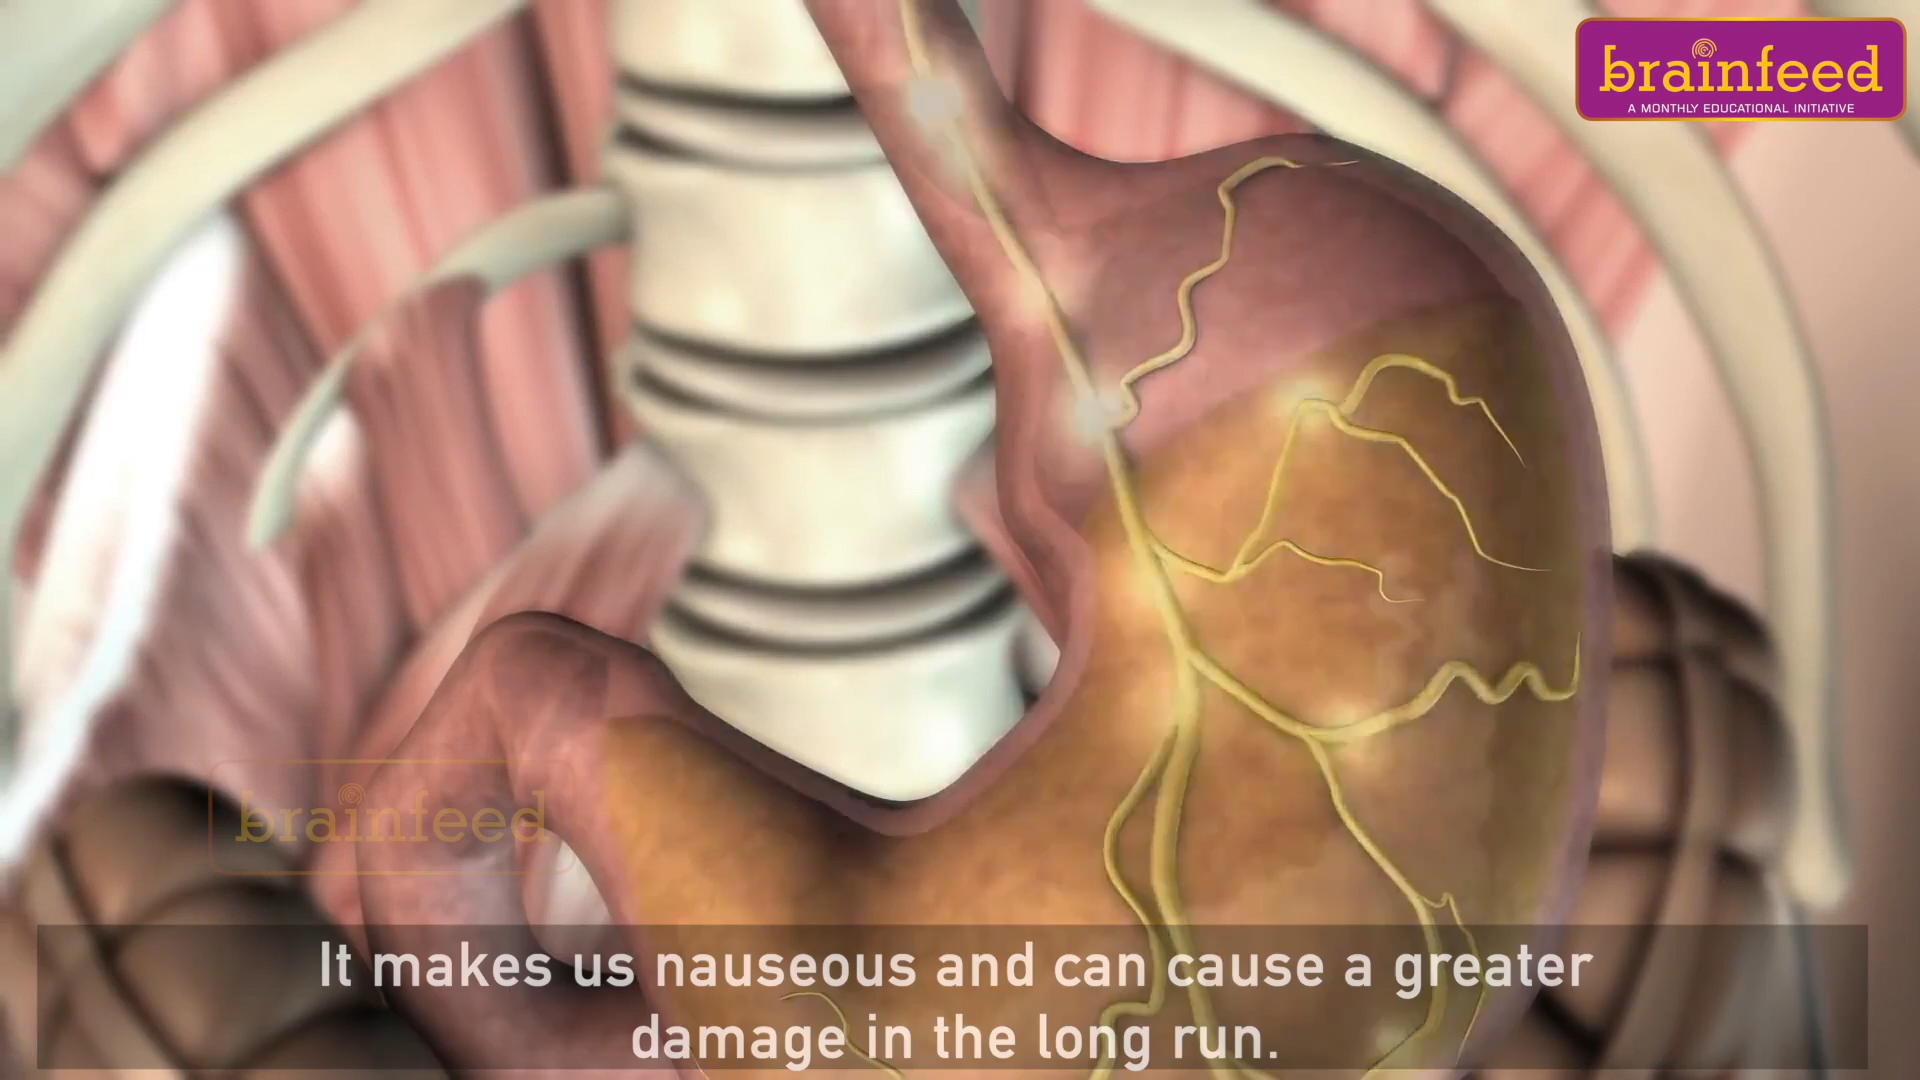 brainfeed
A MONTHLY EDUCATIONAL INITIATIVE
brainfeed
It makes us nauseous and can cause a greater
damage in the long run.